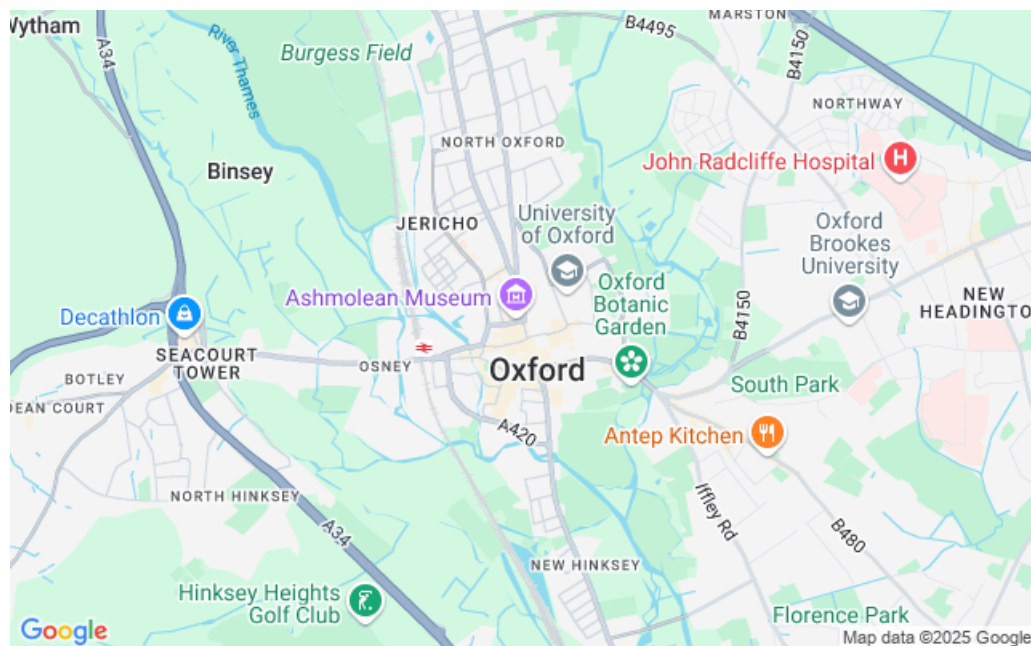 Wytham
A34
River Thames
Burgess Field
B4495
MARSTON
B4150
NORTHWAY
NORTH OXFORD
John Radcliffe Hospital
Binsey
JERICHO
University
of Oxford
Oxford
Brookes
University
Ashmolean Museum
Oxford
Botanic
Garden
NEW
HEADINGTO
Decathlon
B4150
SEACOURT
TOWER
OSNEY
Oxford
BOTLEY
South Park
DEAN COURT
A420
Antep Kitchen
NORTH HINKSEY
A34
Iffley Rd
B480
NEW HINKSEY
Hinksey Heights
Golf Club
Florence Park
Google
Map data ©2025 Google